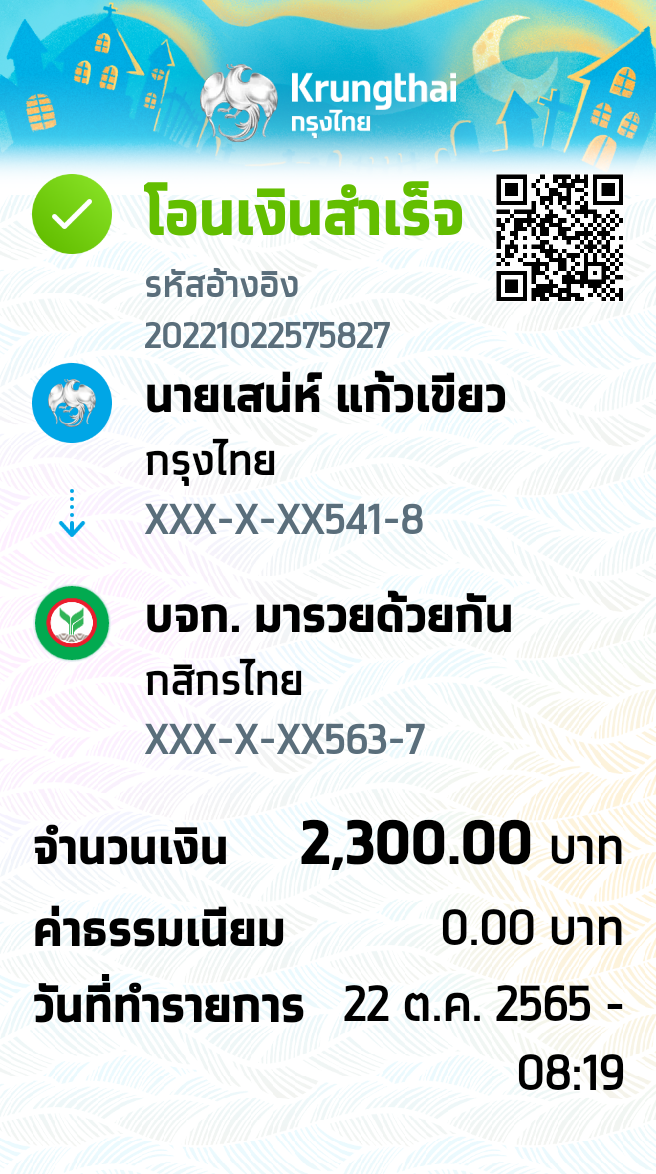 Krungthai
กรุงไทย
โอนเงินสำเร็จ
รหัสอ้างอิง
20221022575827
นายเสน่ห์ แก้วเขียว
กรุงไทย
XXX-X-XX541-8
บจก. มารวยด้วยกัน
กสิกรไทย
XXX-X-XX563-7
จำนวนเงิน 2,300.00 บาท
ค่าธรรมเนียม 0.00 บาท
วันที่ทำรายการ 22 ต.ค. 2565 -
08:19